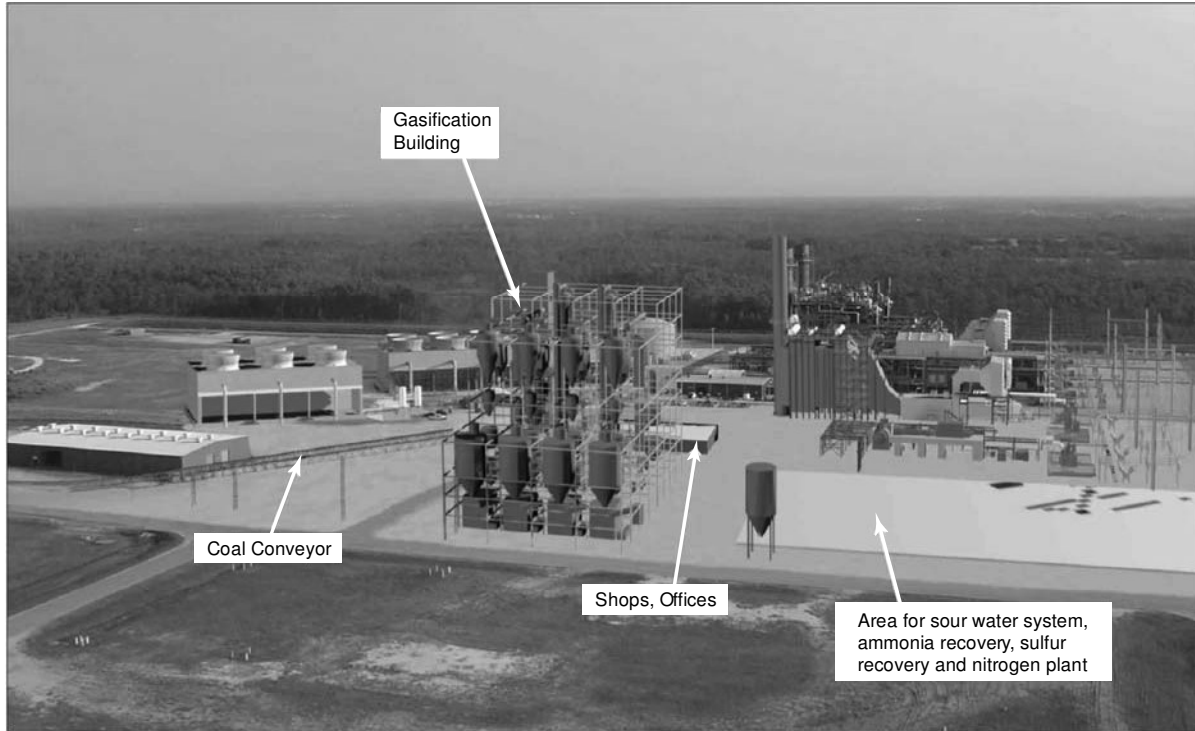 Gasification
Building
Coal Conveyor
Shops, Offices
Area for sour water system,
ammonia recovery, sulfur
recovery and nitrogen plant